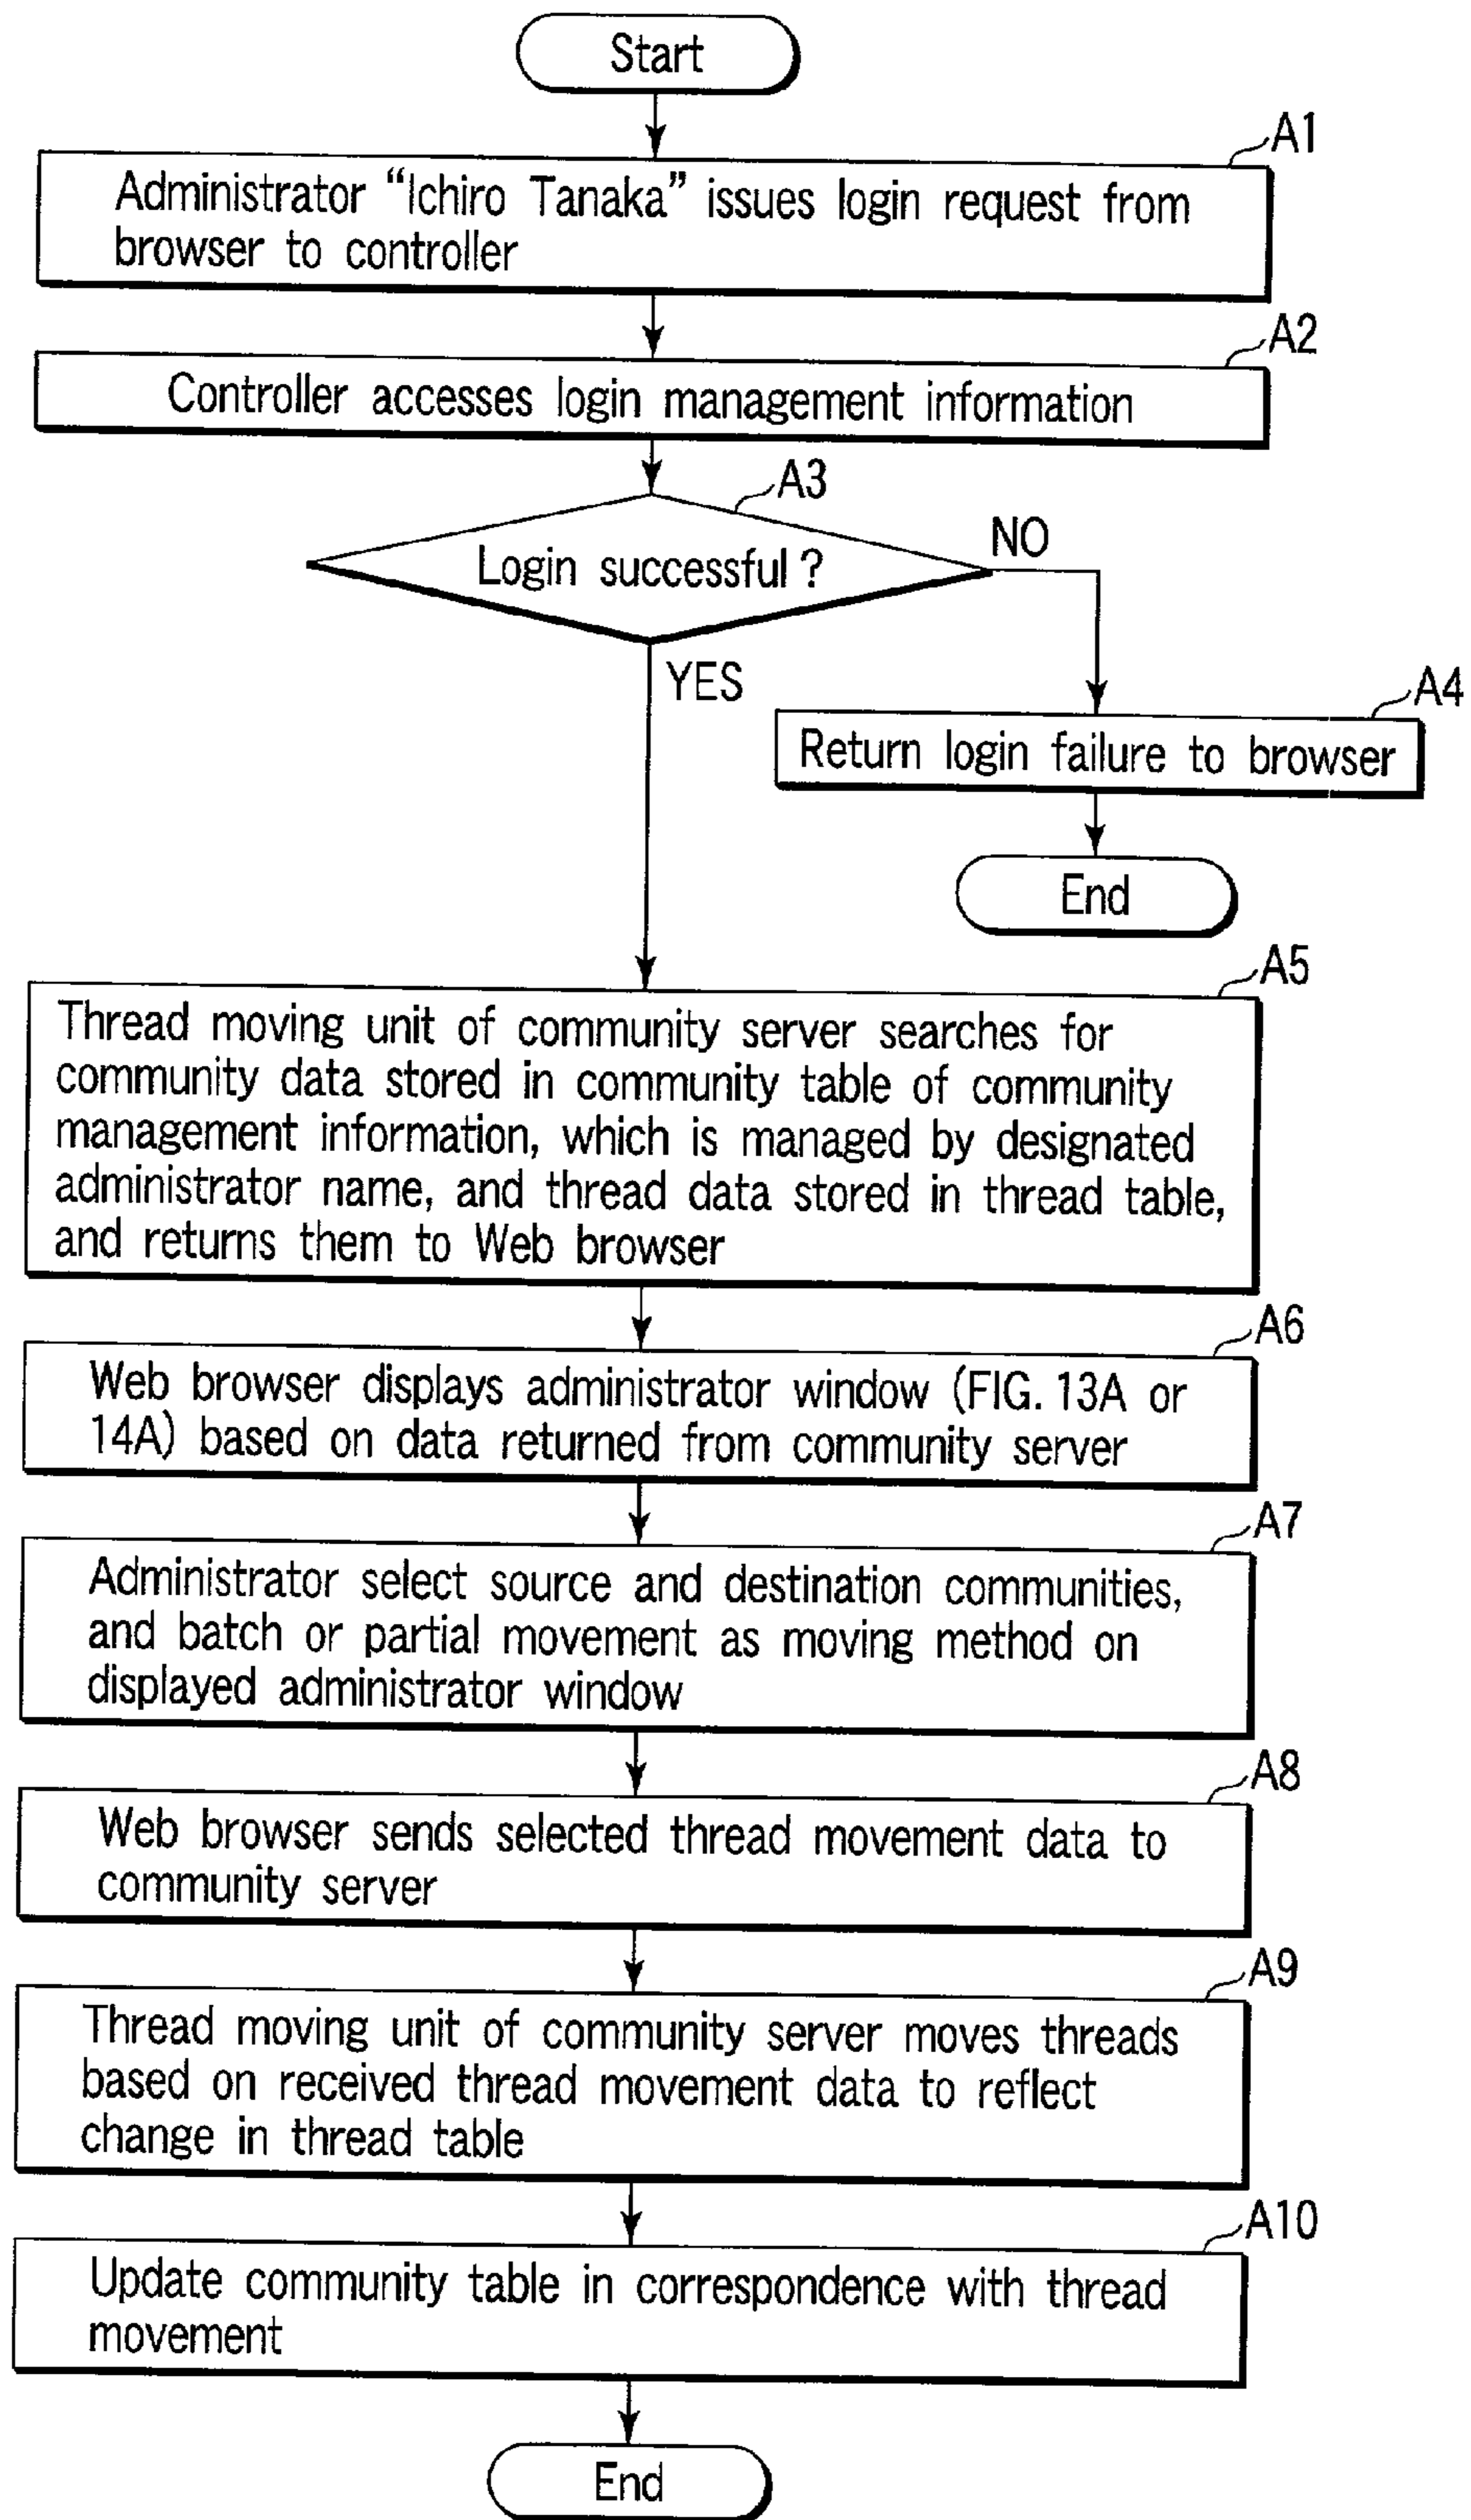 Start
A1
Administrator “Ichiro Tanaka” issues login request from
browser to controller
A2
Controller accesses login management information
A3
Login successful ?
NO
YES
A4
Return login failure to browser
End
A5
Thread moving unit of community server searches for
community data stored in community table of community
management information, which is managed by designated
administrator name, and thread data stored in thread table,
and returns them to Web browser
A6
Web browser displays administrator window (FIG. 13A or
14A) based on data returned from community server
A7
Administrator select source and destination communities,
and batch or partial movement as moving method on
displayed administrator window
A8
Web browser sends selected thread movement data to
community server
A9
Thread moving unit of community server moves threads
based on received thread movement data to reflect
change in thread table
A10
Update community table in correspondence with thread
movement
End